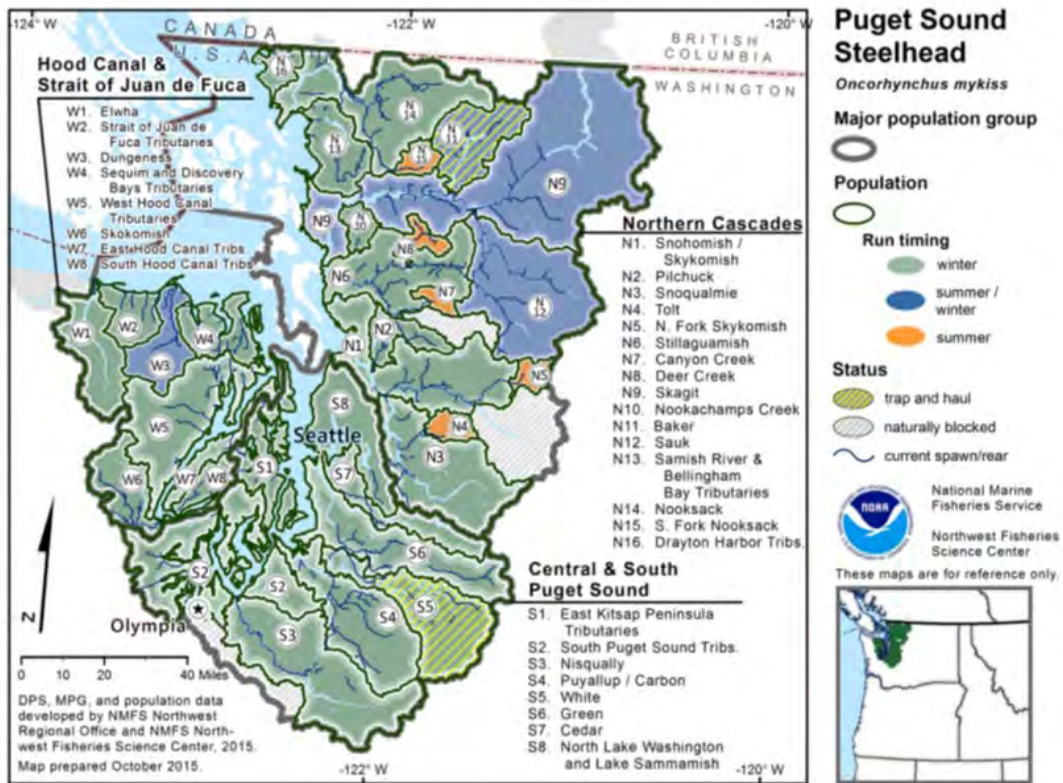 -124° W
-122° W
-120° W
CANADA
U.S.A.
BRITISH
COLUMBIA
WASHINGTON
Hood Canal &
Strait of Juan de Fuca
W1. Elwha
W2. Strait of Juan de
Fuca Tributaries
W3. Dungeness
W4. Sequim and Discovery
Bays Tributaries
W5. West Hood Canal
Tributaries
W6. Skokomish
W7. East Hood Canal Tribs.
W8. South Hood Canal Tribs.
N
16
N
14
N
13
N
11
N
15
N9
N9
N
10
N8
N6
N7
N
12
N2
N1
N5
N4
N3
W1
W2
W3
W4
W5
W6
W7
W8
S1
S8
Seattle
S7
S6
S2
S2
S4
S5
S3
Olympia
Northern Cascades
N1. Snohomish /
Skykomish
N2. Pilchuck
N3. Snoqualmie
N4. Tolt
N5. N. Fork Skykomish
N6. Stillaguamish
N7. Canyon Creek
N8. Deer Creek
N9. Skagit
N10. Nookachamps Creek
N11. Baker
N12. Sauk
N13. Samish River &
Bellingham
Bay Tributaries
N14. Nooksack
N15. S. Fork Nooksack
N16. Drayton Harbor Tribs.
Central & South
Puget Sound
S1. East Kitsap Peninsula
Tributaries
S2. South Puget Sound Tribs.
S3. Nisqually
S4. Puyallup / Carbon
S5. White
S6. Green
S7. Cedar
S8. North Lake Washington
and Lake Sammamish
N
0 10 20 40 Miles
DPS, MPG, and population data
developed by NMFS Northwest
Regional Office and NMFS North-
west Fisheries Science Center, 2015.
Map prepared October 2015.
-122° W
-120° W
Puget Sound
Steelhead
Oncorhynchus mykiss
Major population group
Population
Run timing
winter
summer /
winter
summer
Status
trap and haul
naturally blocked
current spawn/rear
NOAA
National Marine
Fisheries Service
Northwest Fisheries
Science Center
These maps are for reference only.